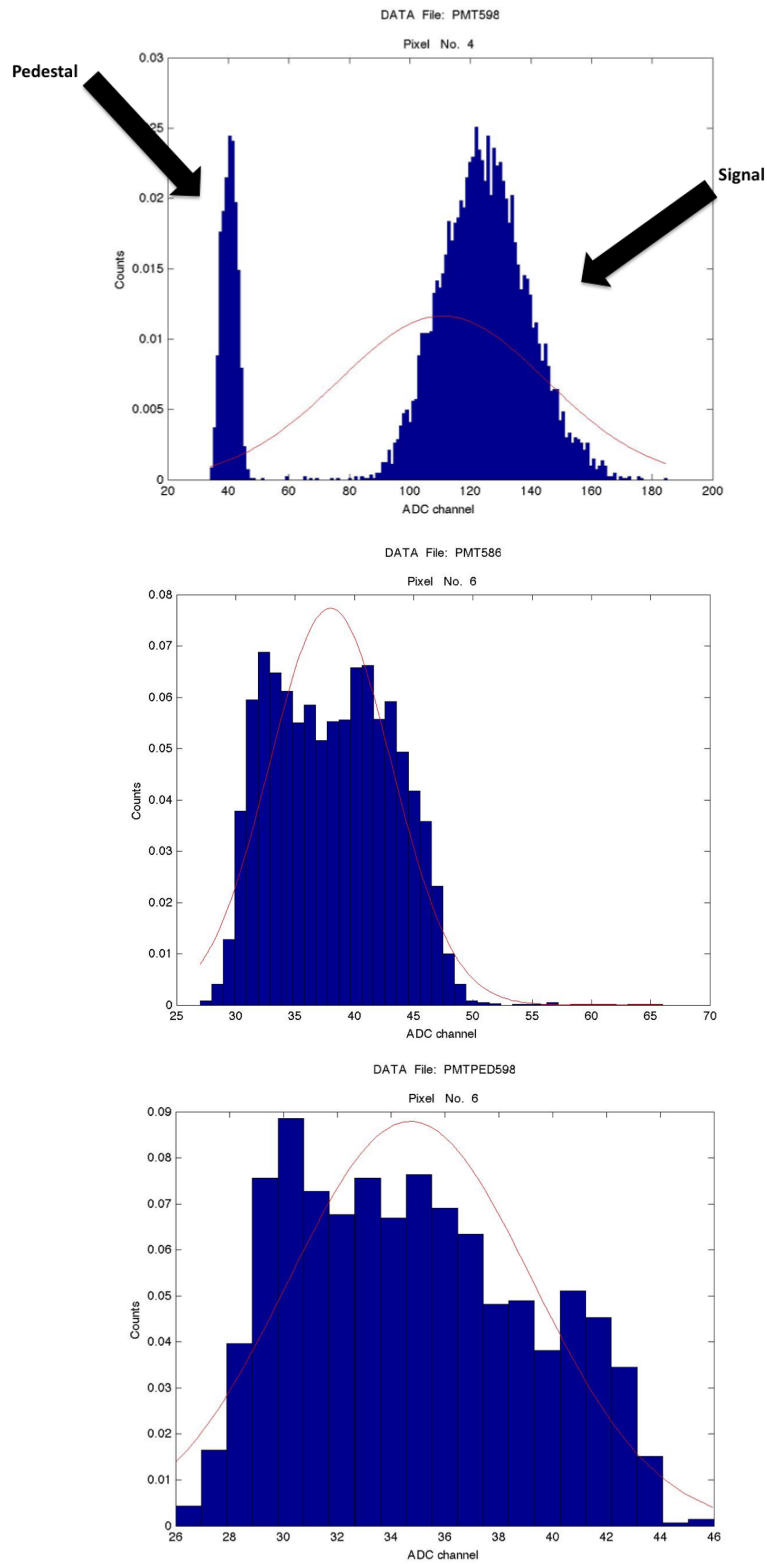 DATA File: PMT598
Pixel No. 4
Pedestal
Signal
0.03
25
0.02
0.015
0.01
0.005
0
Counts
20 40 60 80 100 120 140 160 180 200
ADC channel
DATA File: PMT586
Pixel No. 6
0.08
0.07
0.06
0.05
0.04
0.03
0.02
0.01
0
Counts
25 30 35 40 45 50 55 60 65 70
ADC channel
DATA File: PMTPED598
Pixel No. 6
0.09
0.08
0.07
0.06
0.05
0.04
0.03
0.02
0.01
0
Counts
26 28 30 32 34 36 38 40 42 44 46
ADC channel